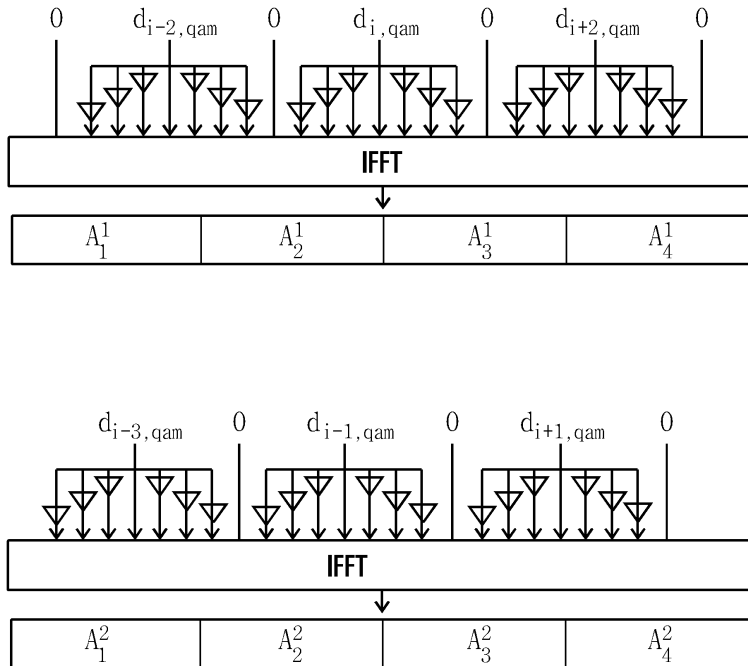 0 d_{i-2,qam} 0 d_{i,qam} 0 d_{i+2,qam} 0
IFFT
A_1^1 A_2^1 A_3^1 A_4^1
d_{i-3,qam} 0 d_{i-1,qam} 0 d_{i+1,qam} 0
IFFT
A_1^2 A_2^2 A_3^2 A_4^2